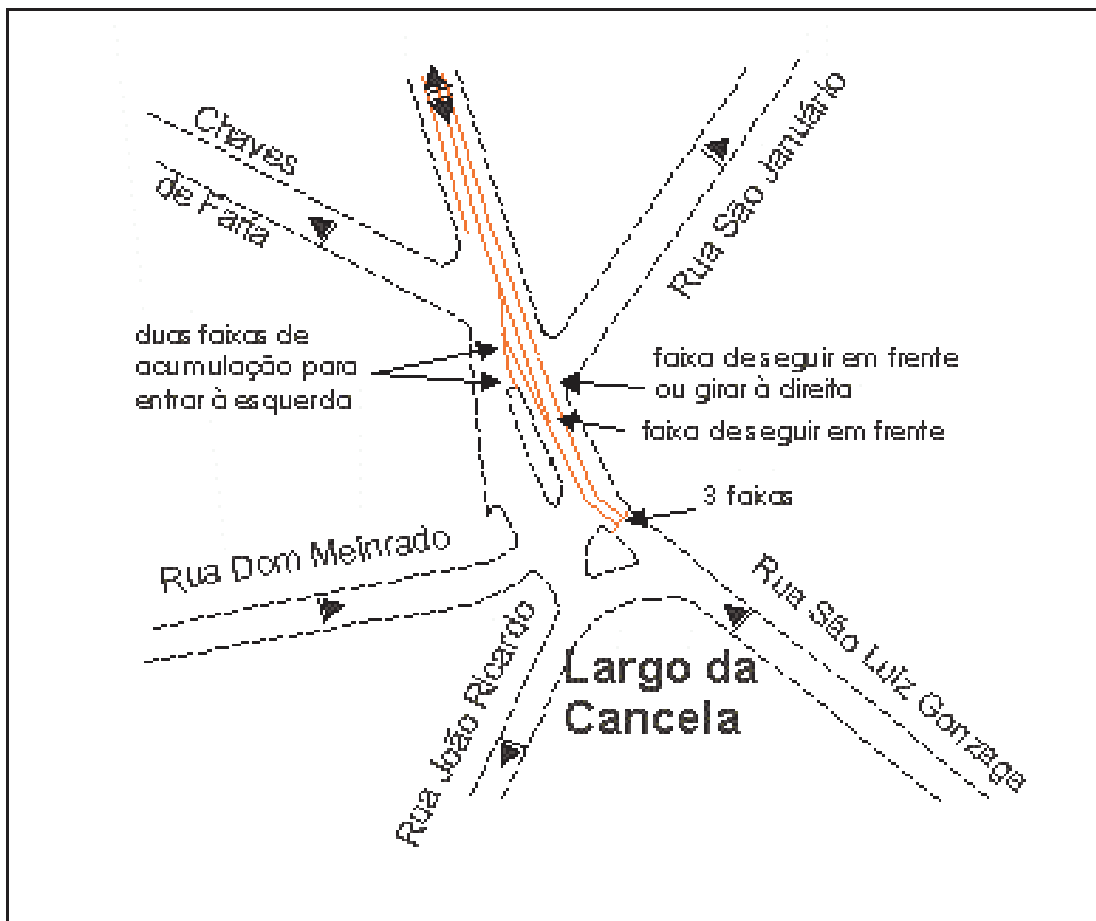 Chaves
de Faria
Rua São Januário
duas faixas de
acumulação para
entrar à esquerda
faixa de seguir em frente
ou girar à direita
faixa de seguir em frente
3 faixas
Rua Dom Meinrado
Rua São Luíz Gonzaga
Rua João Ricardo
Largo da
Cancela